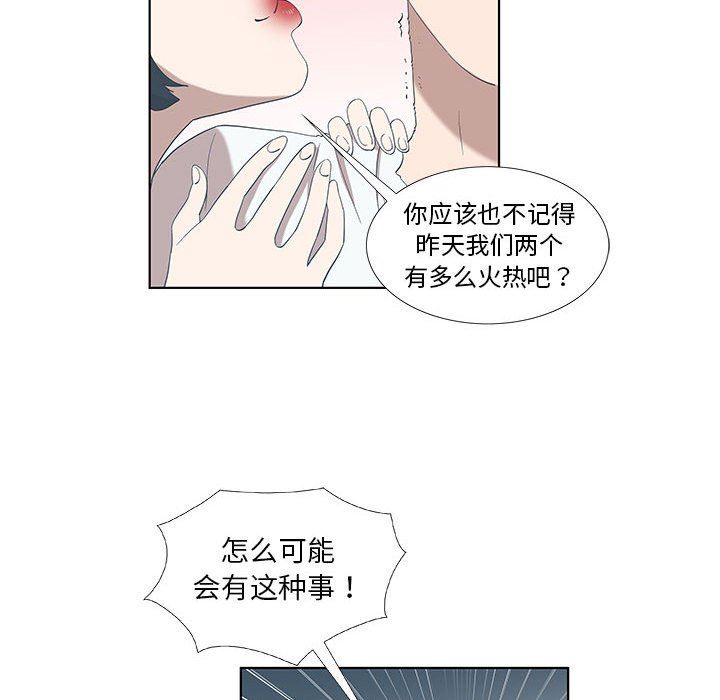 你应该也不记得
昨天我们两个
有多么火热吧？
怎么可能
会有这种事！